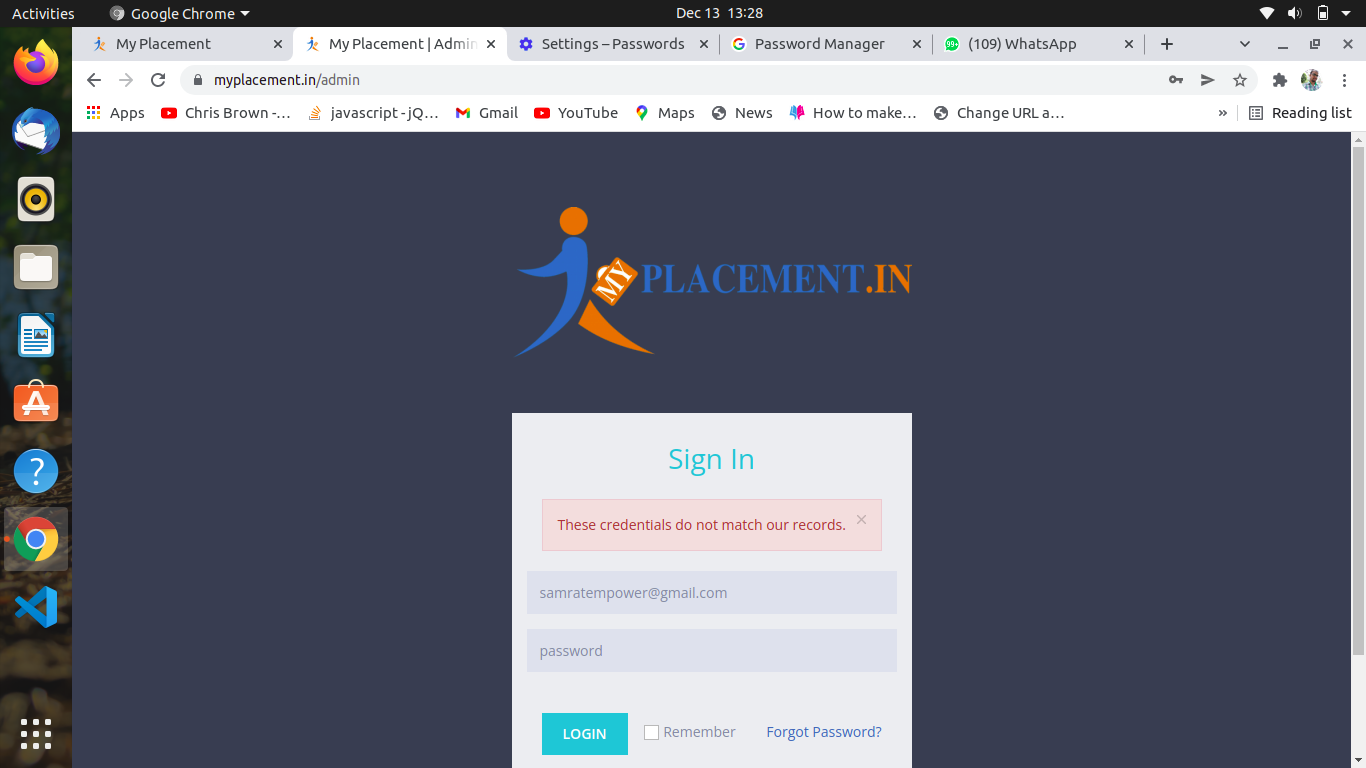 Activities Google Chrome Dec 13 13:28
My Placement My Placement | Admin Settings – Passwords Password Manager (109) WhatsApp
myplacement.in/admin
Apps Chris Brown -… javascript - jQ… Gmail YouTube Maps News How to make… Change URL a… » Reading list
MY PLACEMENT.IN
Sign In
These credentials do not match our records. ×
samratempower@gmail.com
password
LOGIN Remember Forgot Password?